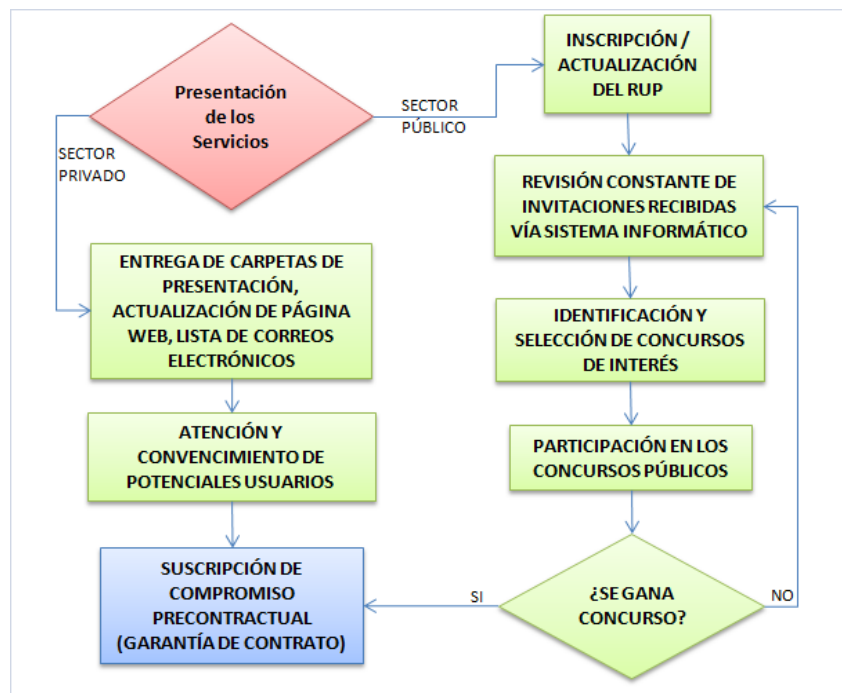 Presentación
de los
Servicios
SECTOR
PÚBLICO
SECTOR
PRIVADO
INSCRIPCIÓN /
ACTUALIZACIÓN
DEL RUP
REVISIÓN CONSTANTE DE
INVITACIONES RECIBIDAS
VÍA SISTEMA INFORMÁTICO
ENTREGA DE CARPETAS DE
PRESENTACIÓN,
ACTUALIZACIÓN DE PÁGINA
WEB, LISTA DE CORREOS
ELECTRÓNICOS
IDENTIFICACIÓN Y
SELECCIÓN DE CONCURSOS
DE INTERÉS
ATENCIÓN Y
CONVENCIMIENTO DE
POTENCIALES USUARIOS
PARTICIPACIÓN EN LOS
CONCURSOS PÚBLICOS
SUSCRIPCIÓN DE
COMPROMISO
PRECONTRACTUAL
(GARANTÍA DE CONTRATO)
SI
¿SE GANA
CONCURSO?
NO